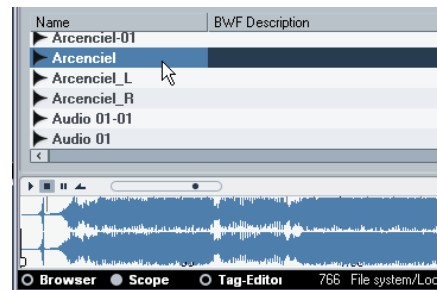 Name BWF Description
Arcenciel-01
Arcenciel
Arcenciel_L
Arcenciel_R
Audio 01-01
Audio 01
Browser Scope Tag-Editor 766 File system/Loc